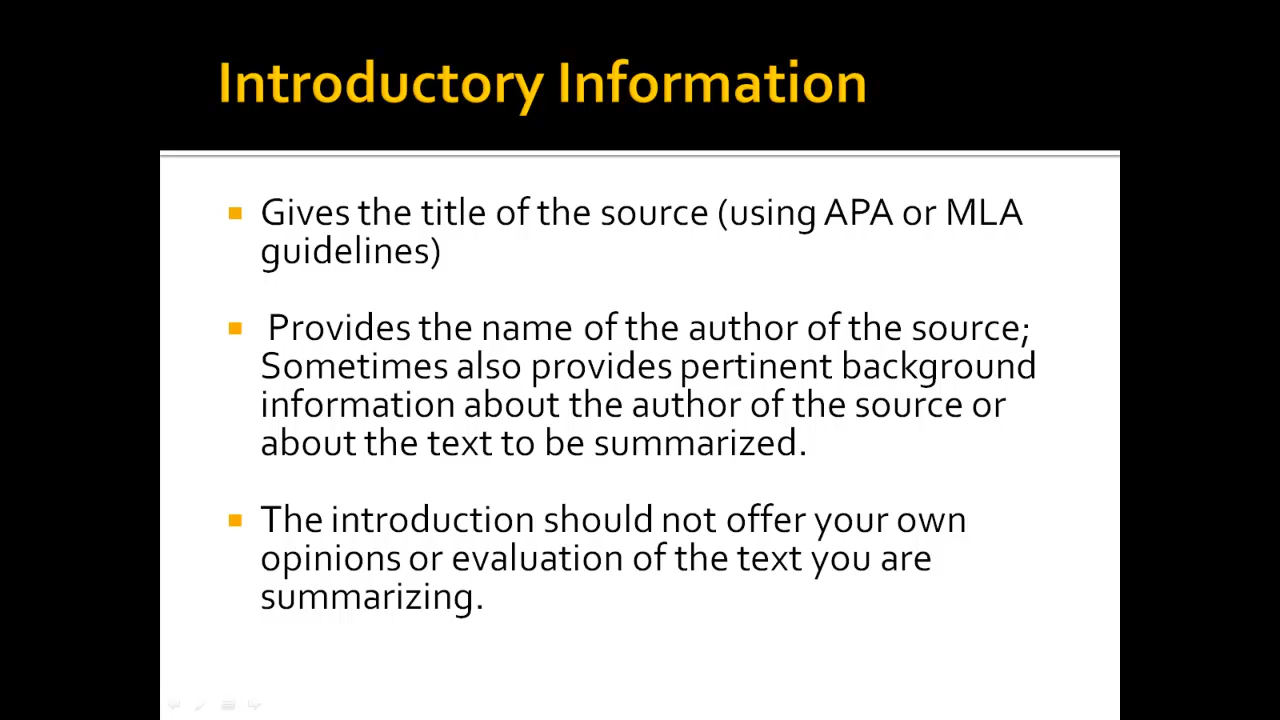 Introductory Information
Gives the title of the source (using APA or MLA
guidelines)
Provides the name of the author of the source;
Sometimes also provides pertinent background
information about the author of the source or
about the text to be summarized.
The introduction should not offer your own
opinions or evaluation of the text you are
summarizing.